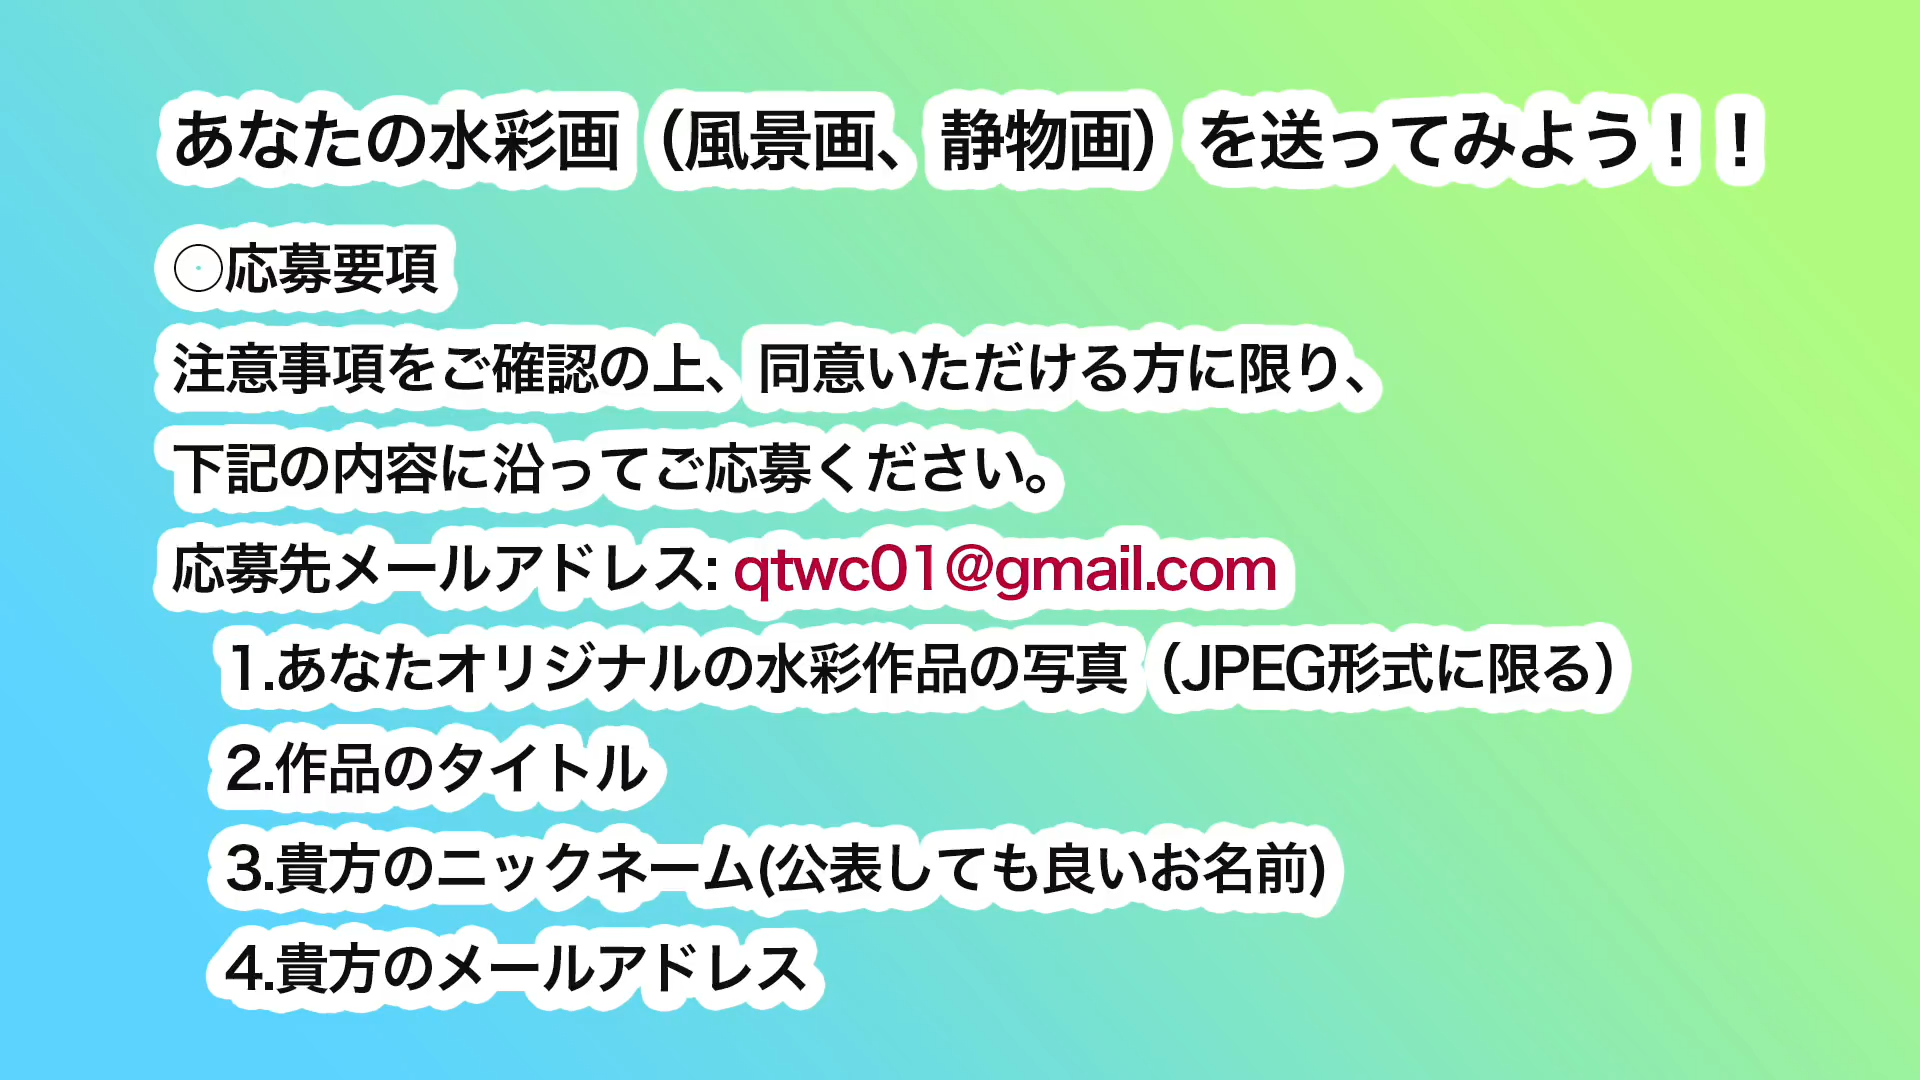 あなたの水彩画（風景画、静物画）を送ってみよう！！
○応募要項
注意事項をご確認の上、同意いただける方に限り、
下記の内容に沿ってご応募ください。
応募先メールアドレス: qtwc01@gmail.com
1.あなたオリジナルの水彩作品の写真（JPEG形式に限る）
2.作品のタイトル
3.貴方のニックネーム(公表しても良いお名前)
4.貴方のメールアドレス